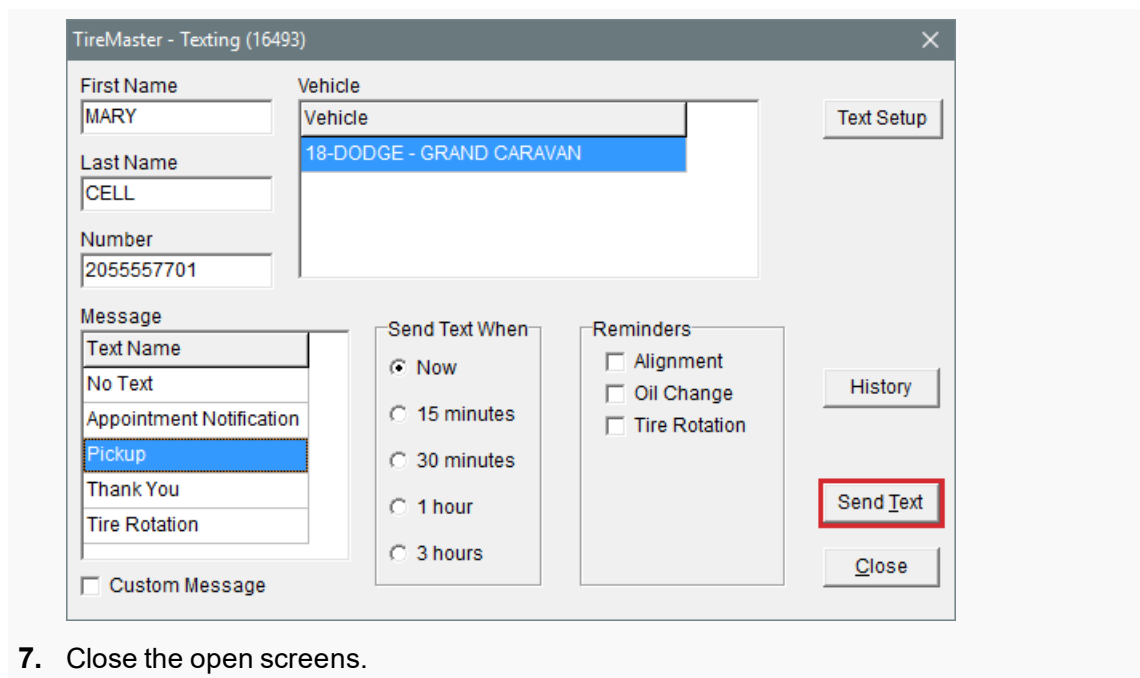 TireMaster - Texting (16493)
First Name
MARY
Last Name
CELL
Number
2055557701
Vehicle
Vehicle
18-DODGE - GRAND CARAVAN
Text Setup
Message
Text Name
No Text
Appointment Notification
Pickup
Thank You
Tire Rotation
Custom Message
Send Text When
Now
15 minutes
30 minutes
1 hour
3 hours
Reminders
Alignment
Oil Change
Tire Rotation
History
Send Text
Close
7. Close the open screens.